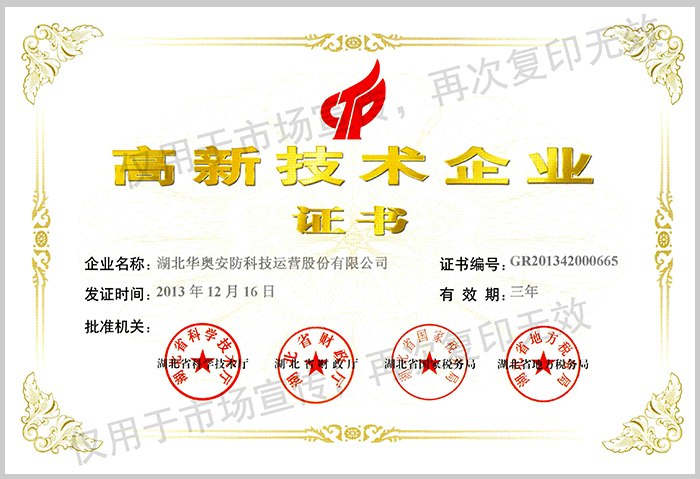 高新技术企业
证书
企业名称：湖北华奥安防科技运营股份有限公司
证书编号：GR201342000665
发证时间：2013 年 12 月 16 日
有 效 期：三年
批准机关：
湖北省科学技术厅
湖北省财政厅
湖北省国家税务局
湖北省地方税务局
湖北省科学技术厅
湖北省财政厅
湖北省国家税务局
湖北省地方税务局
仅用于市场宣传，再次复印无效
仅用于市场宣传，再次复印无效